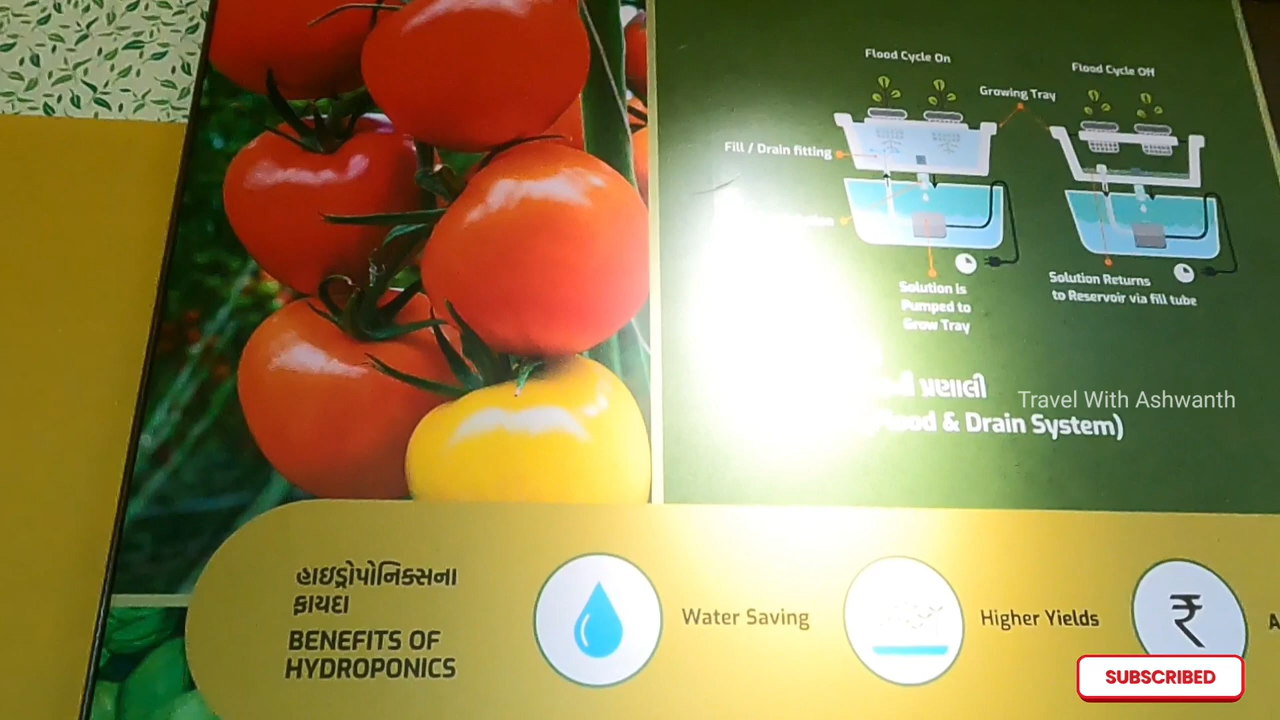 Flood Cycle On
Flood Cycle Off
Growing Tray
Fill / Drain fitting
Solution Is
Pumped to
Grow Tray
Solution Returns
to Reservoir via fill tube
પ્રણાલી
& Drain System)
Travel With Ashwanth
હાઇડ્રોપોનિક્સના
ફાયદા
BENEFITS OF
HYDROPONICS
Water Saving
Higher Yields
₹
SUBSCRIBED